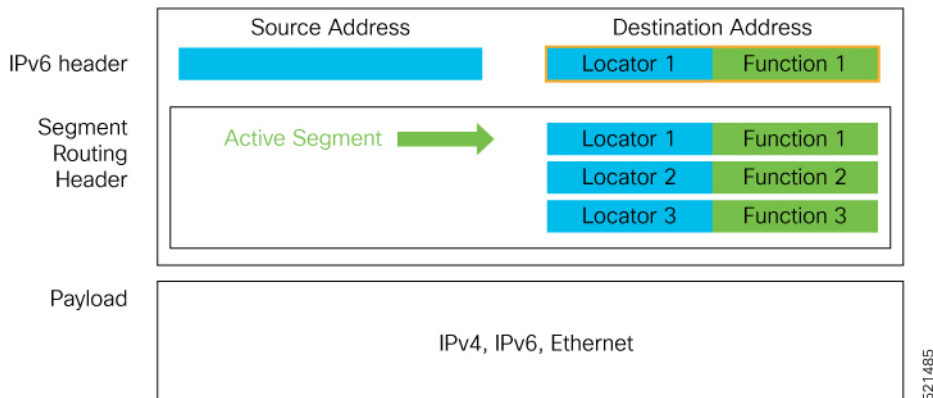 Source Address
Destination Address
IPv6 header
Locator 1
Function 1
Segment
Routing
Header
Active Segment
Locator 1
Function 1
Locator 2
Function 2
Locator 3
Function 3
Payload
IPv4, IPv6, Ethernet
521485